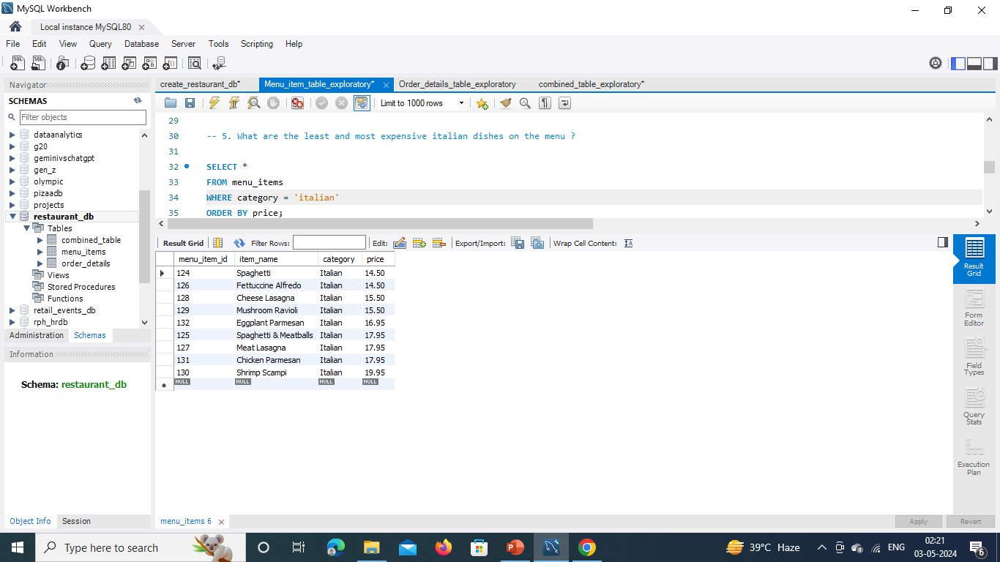 MySQL Workbench
Local instance MySQL80
File Edit View Query Database Server Tools Scripting Help
Navigator
SCHEMAS
Filter objects
dataanalytics
g20
geminivschatgpt
gen_z
olympic
pizaadb
projects
restaurant_db
Tables
combined_table
menu_items
order_details
Views
Stored Procedures
Functions
retail_events_db
rph_hrdb
Administration Schemas
Information
Schema: restaurant_db
Object Info Session
create_restaurant_db* Menu_item_table_exploratory* Order_details_table_exploratory combined_table_exploratory*
Limit to 1000 rows
29
30 -- 5. What are the least and most expensive italian dishes on the menu ?
31
32 SELECT *
33 FROM menu_items
34 WHERE category = 'italian'
35 ORDER BY price;
Result Grid Filter Rows: Edit: Export/Import: Wrap Cell Content: IA
menu_item_id item_name category price
124 Spaghetti Italian 14.50
126 Fettuccine Alfredo Italian 14.50
128 Cheese Lasagna Italian 15.50
129 Mushroom Ravioli Italian 15.50
132 Eggplant Parmesan Italian 16.95
125 Spaghetti & Meatballs Italian 17.95
127 Meat Lasagna Italian 17.95
131 Chicken Parmesan Italian 17.95
130 Shrimp Scampi Italian 19.95
NULL NULL NULL NULL
Result
Grid
Form
Editor
Field
Types
Query
Stats
Execution
Plan
menu_items 6
Apply Revert
Type here to search
39°C Haze
ENG
02:21
03-05-2024
6